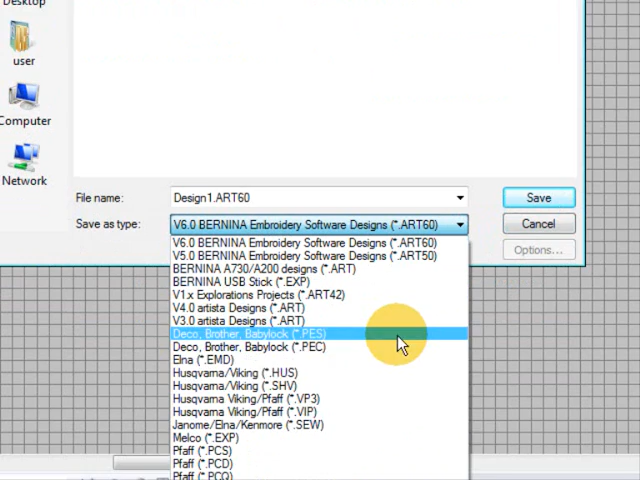 Desktop
user
Computer
Network
File name: Design1.ART60 Save
Save as type: V6.0 BERNINA Embroidery Software Designs (*.ART60) Cancel
Options...
V6.0 BERNINA Embroidery Software Designs (*.ART60)
V5.0 BERNINA Embroidery Software Designs (*.ART50)
BERNINA A730/A200 designs (*.ART)
BERNINA USB Stick (*.EXP)
V1.x Explorations Projects (*.ART42)
V4.0 artista Designs (*.ART)
V3.0 artista Designs (*.ART)
Deco, Brother, Babylock (*.PES)
Deco, Brother, Babylock (*.PEC)
Elna (*.EMD)
Husqvarna/Viking (*.HUS)
Husqvarna/Viking (*.SHV)
Husqvarna Viking/Pfaff (*.VP3)
Husqvarna Viking/Pfaff (*.VIP)
Janome/Elna/Kenmore (*.SEW)
Melco (*.EXP)
Pfaff (*.PCS)
Pfaff (*.PCD)
Pfaff (*.PCQ)